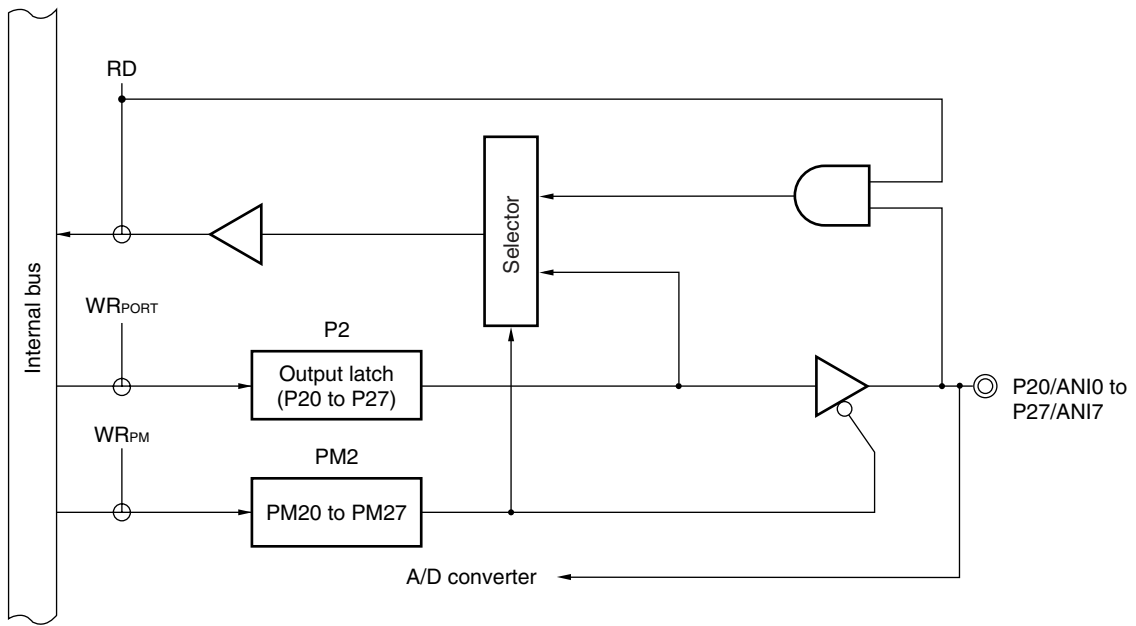 RD
Internal bus
Selector
WRPORT
P2
Output latch
(P20 to P27)
P20/ANI0 to
P27/ANI7
WRPM
PM2
PM20 to PM27
A/D converter